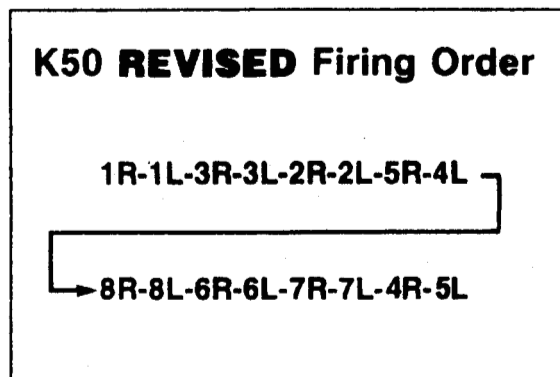 K50 REVISED Firing Order
1R-1L-3R-3L-2R-2L-5R-4L
8R-8L-6R-6L-7R-7L-4R-5L